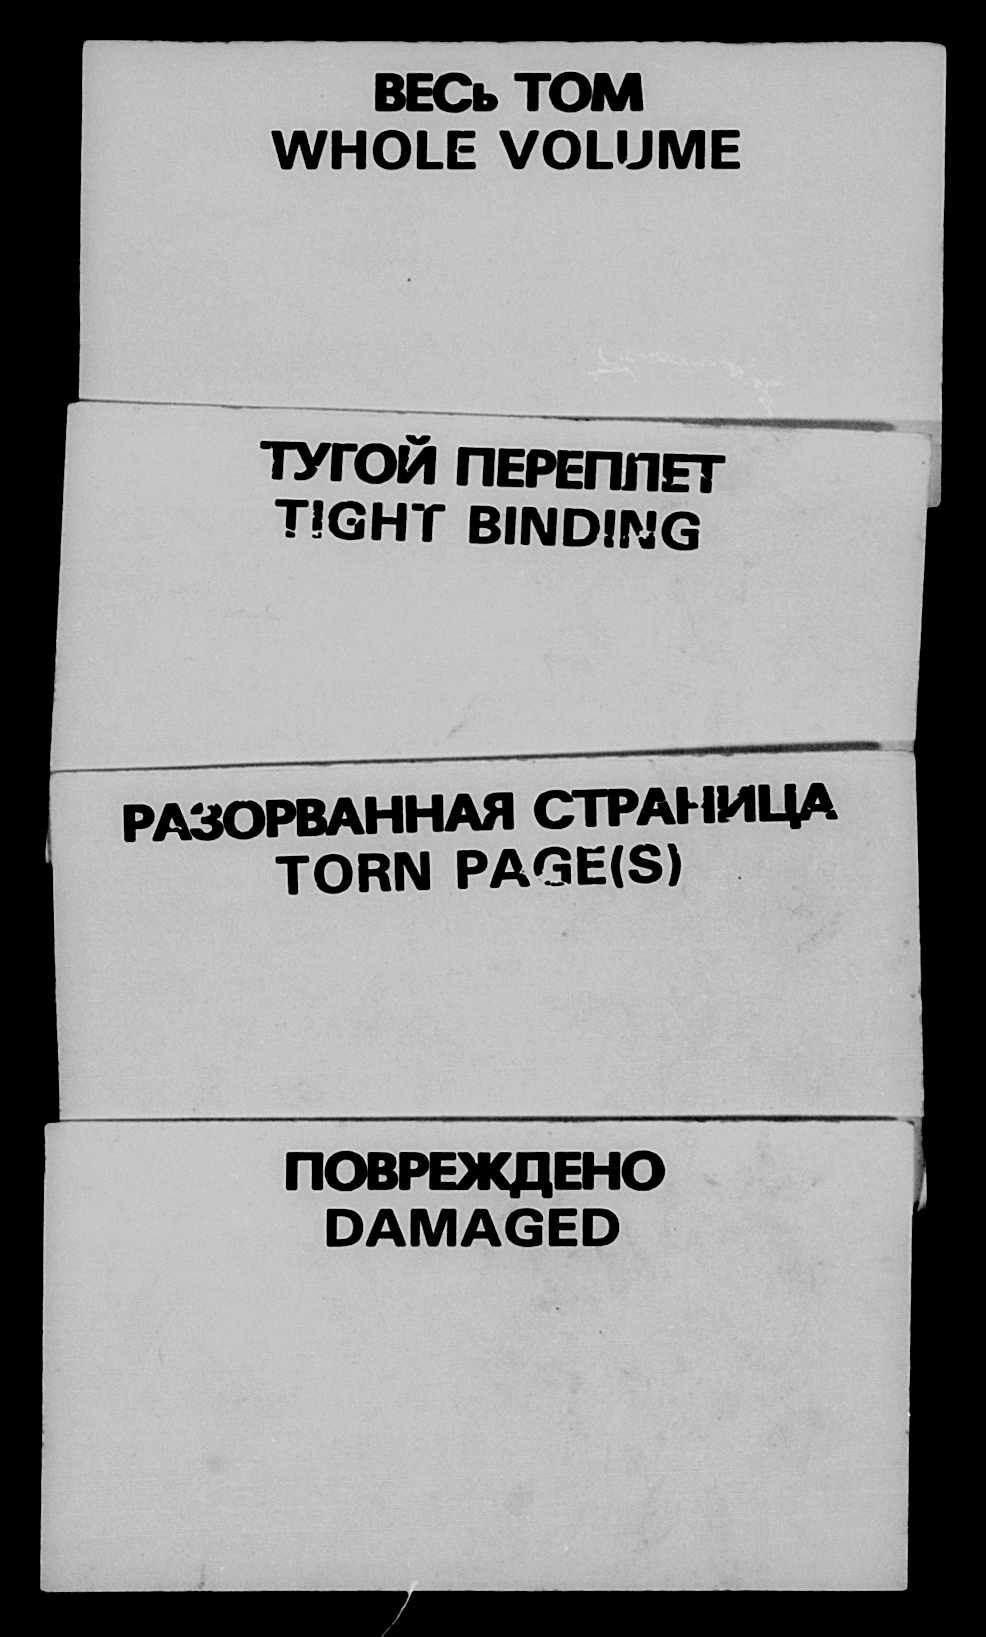 ВЕСЬ ТОМ
WHOLE VOLUME
ТУГОЙ ПЕРЕПЛЕТ
TIGHT BINDING
РАЗОРВАННАЯ СТРАНИЦА
TORN PAGE(S)
ПОВРЕЖДЕНО
DAMAGED